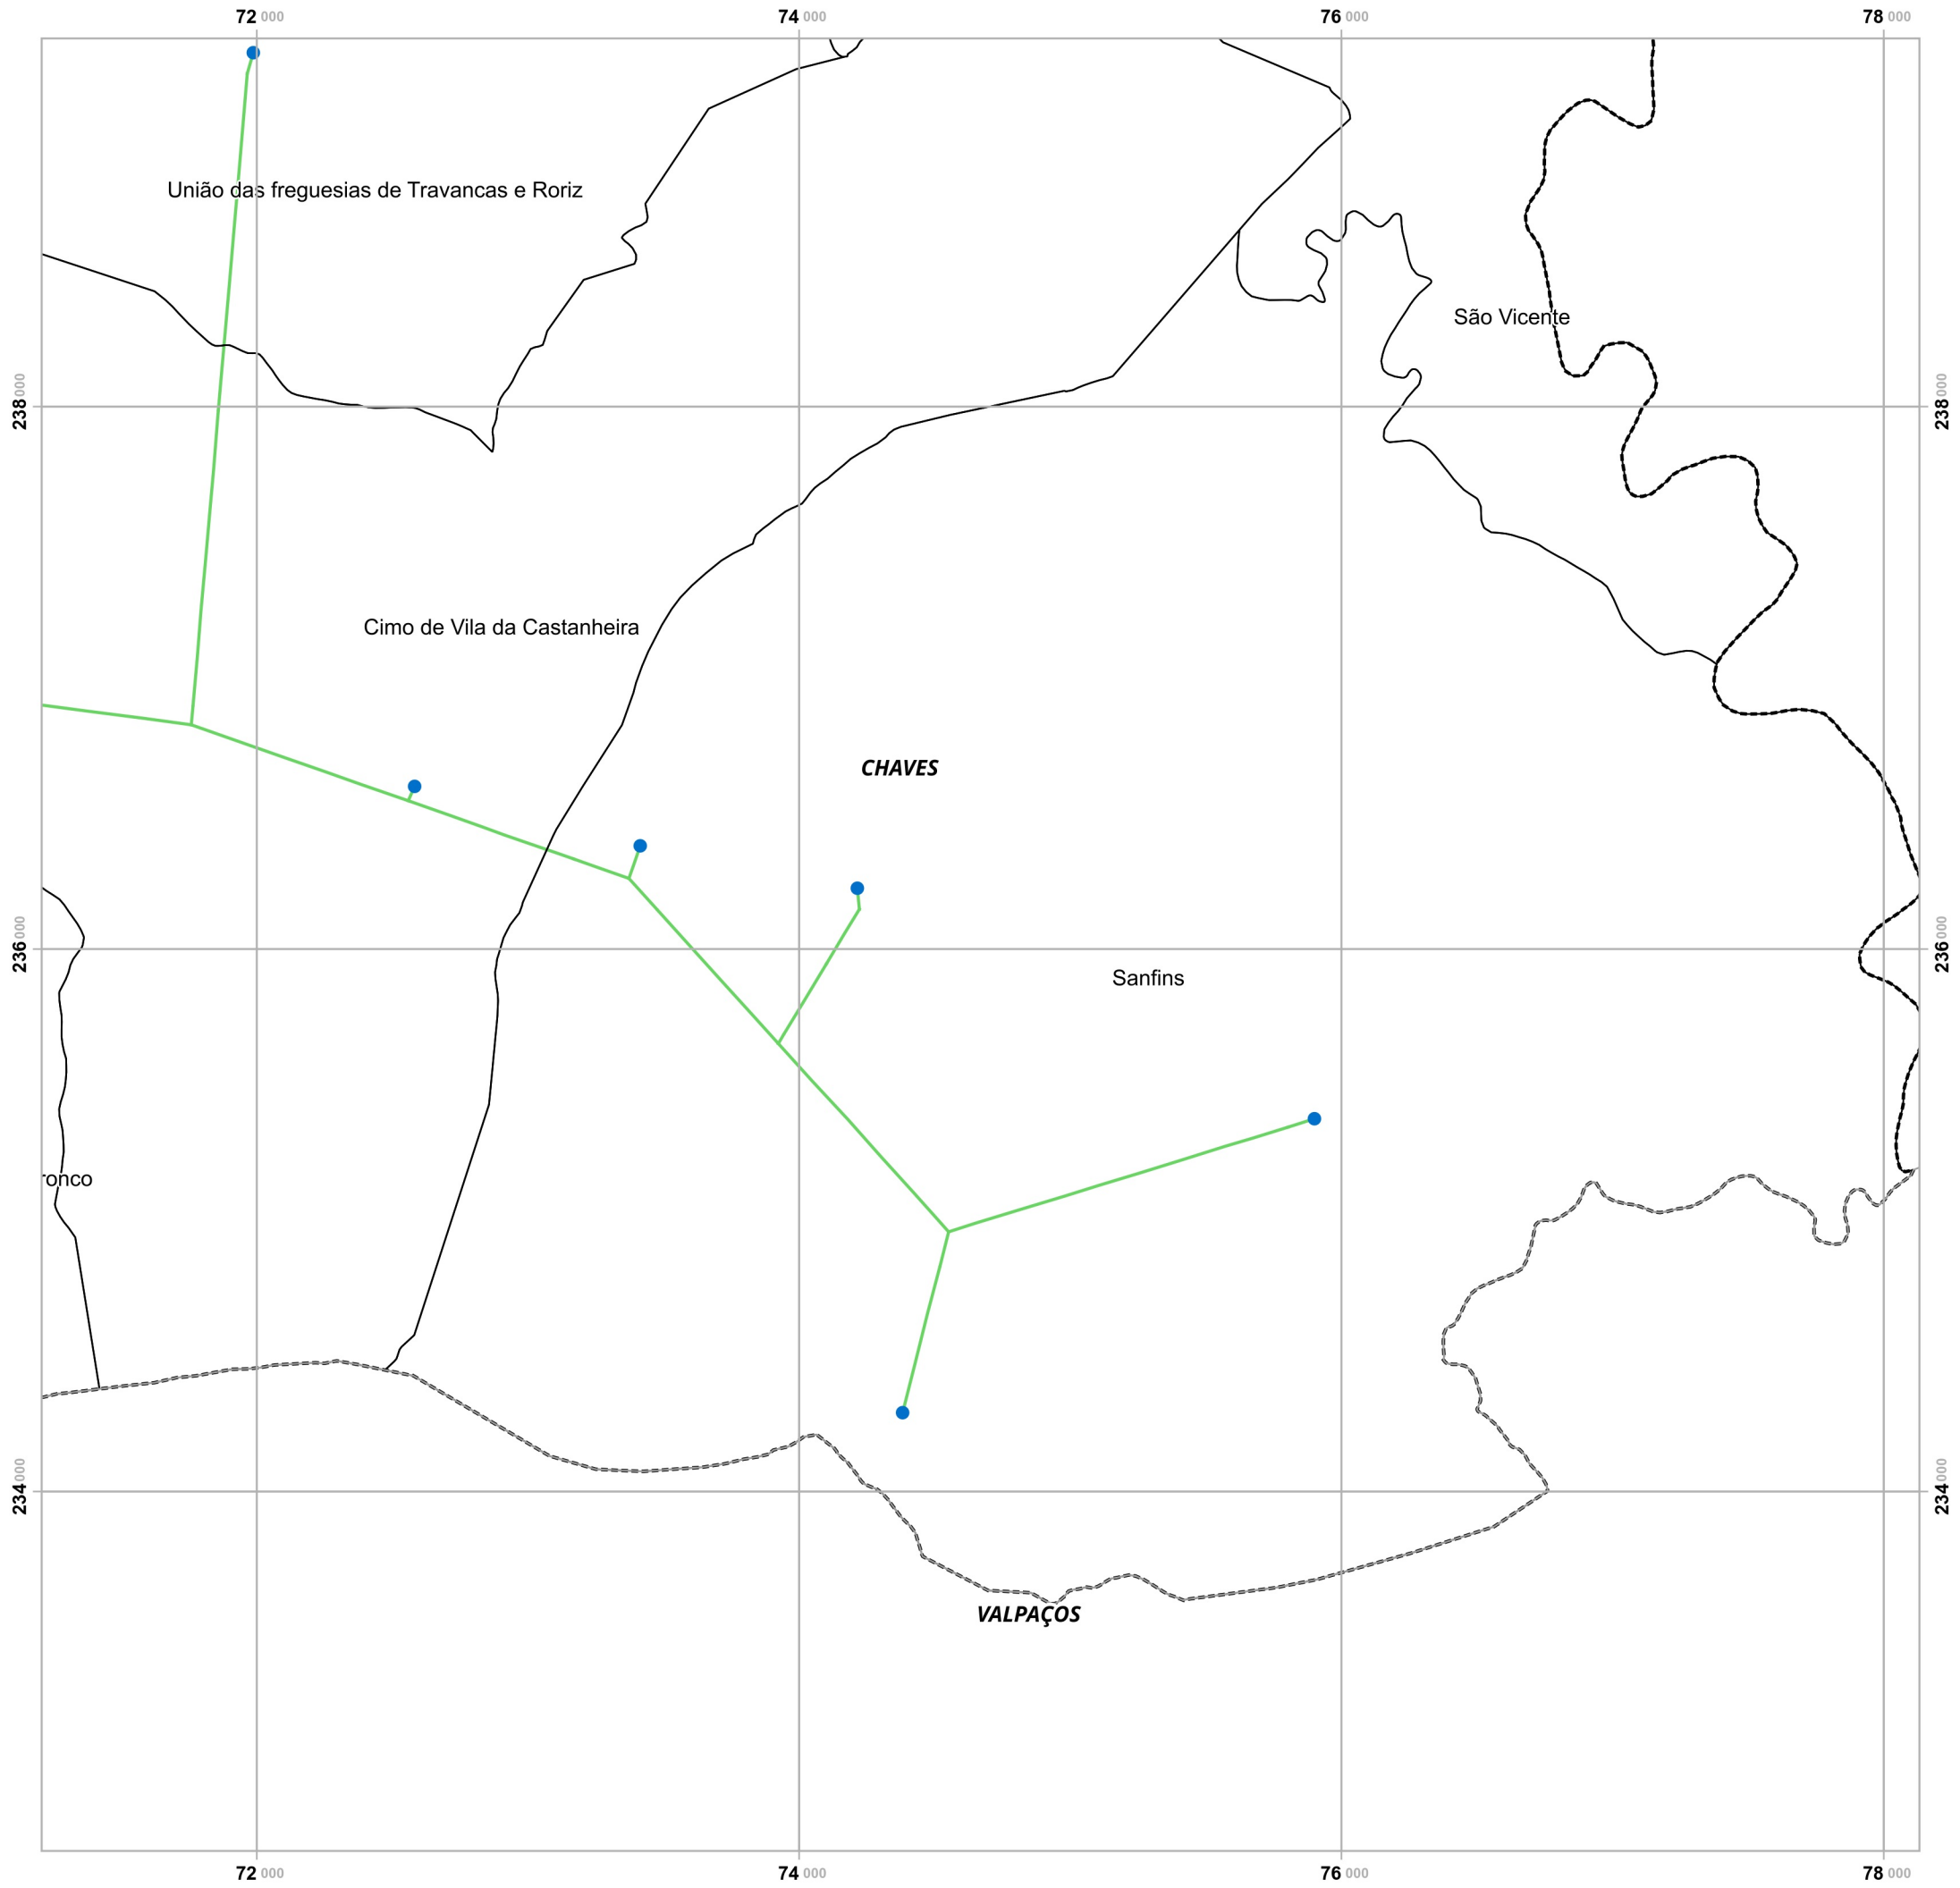 72 000 74 000 76 000 78 000
União das freguesias de Travancas e Roriz
São Vicente
238 000 238 000
Cimo de Vila da Castanheira
CHAVES
236 000 236 000
Sanfins
ronco
234 000 234 000
VALPAÇOS
72 000 74 000 76 000 78 000